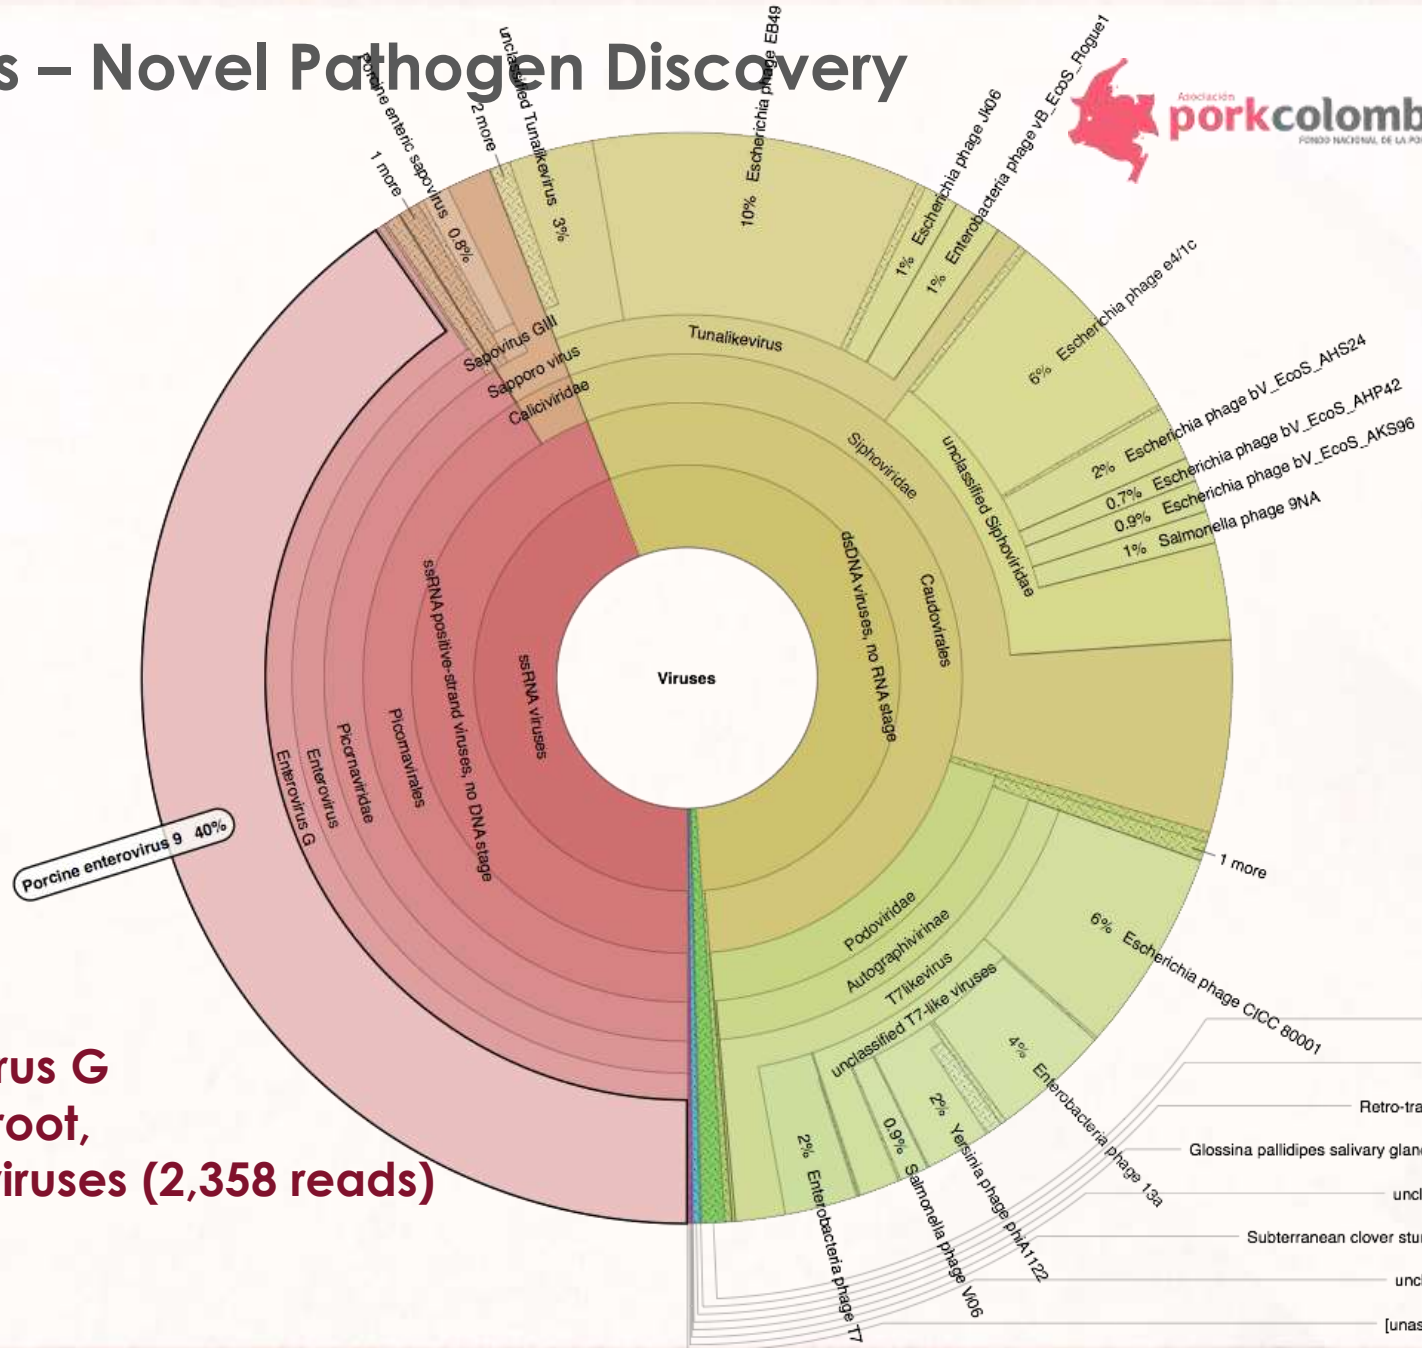 s – Novel Pathogen Discovery
Asociación
porkcolomb
FONDO NACIONAL DE LA PO
1 more
Porcine enteric sapovirus 0.8%
2 more
unclassified Tunalikevirus 3%
10% Escherichia phage EB49
1% Escherichia phage Jk06
1% Enterobacteria phage vB_EcoS_Rogue1
6% Escherichia phage e4/1c
2% Escherichia phage bV_EcoS_AHS24
0.7% Escherichia phage bV_EcoS_AHP42
0.9% Escherichia phage bV_EcoS_AKS96
1% Salmonella phage 9NA
Sapovirus GIII
Sapporo virus
Caliciviridae
Tunalikevirus
Siphoviridae
unclassified Siphoviridae
Caudovirales
dsDNA viruses, no RNA stage
Viruses
ssRNA viruses
ssRNA positive-strand viruses, no DNA stage
Picornavirales
Picornaviridae
Enterovirus
Enterovirus G
Porcine enterovirus 9 40%
1 more
Podoviridae
Autographivirinae
T7likevirus
unclassified T7-like viruses
6% Escherichia phage CICC 80001
4% Enterobacteria phage 13a
2% Yersinia phage phiA1122
0.9% Salmonella phage Vi06
2% Enterobacteria phage T7
rus G
root,
viruses (2,358 reads)
Retro-tra
Glossina pallidipes salivary gland
uncl
Subterranean clover stu
uncl
[unas